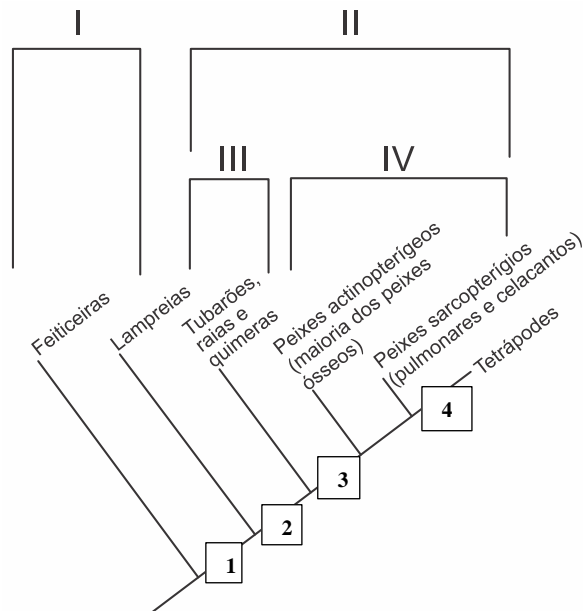 I
II
III
IV
Feiticeiras
Lampreias
Tubarões,
raias e
quimeras
Peixes actinopterígeos
(maioria dos peixes
ósseos)
Peixes sarcopterígios
(pulmonares e celacantos)
Tetrápodes
4
3
2
1